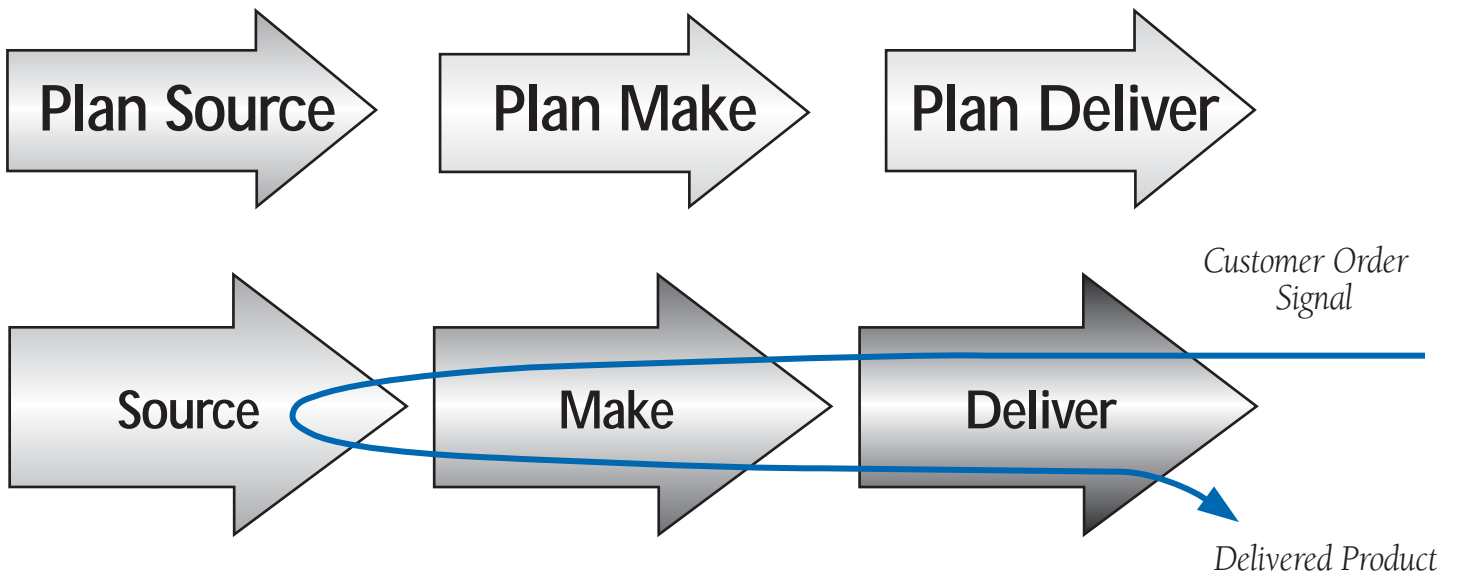 Plan Source
Plan Make
Plan Deliver
Customer Order
Signal
Source
Make
Deliver
Delivered Product